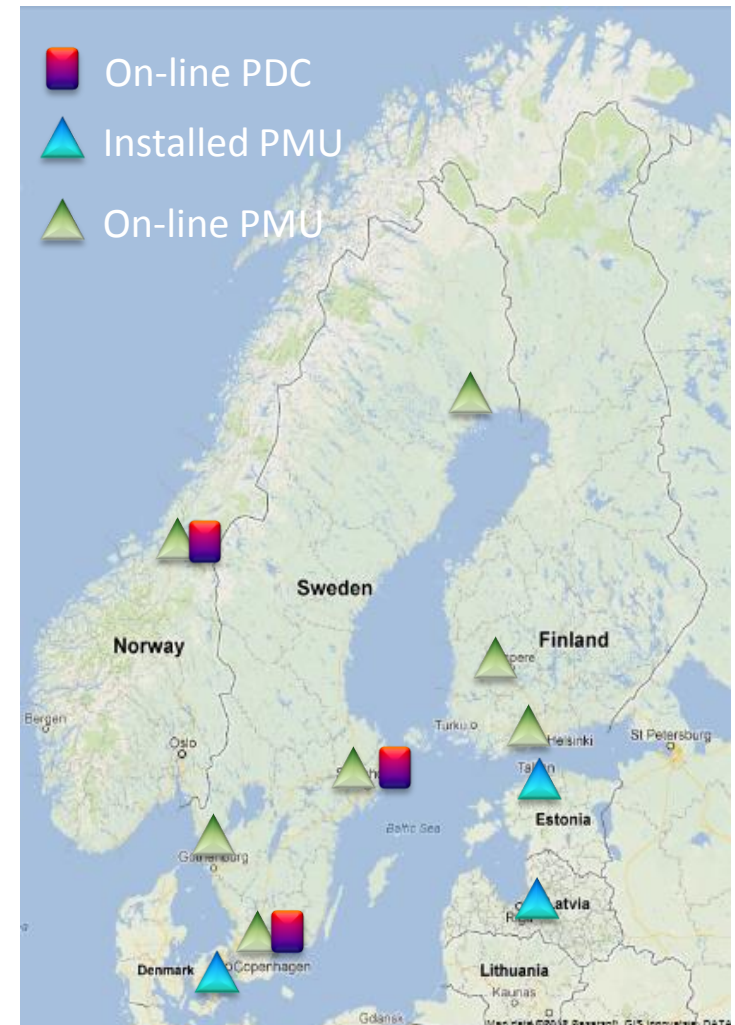 On-line PDC
Installed PMU
On-line PMU
Sweden
Norway
Finland
Bergen
Oslo
Turku
Helsinki
St Petersburg
Estonia
Baltic Sea
Gothenburg
Latvia
Riga
Denmark
Copenhagen
Lithuania
Kaunas
Gdansk